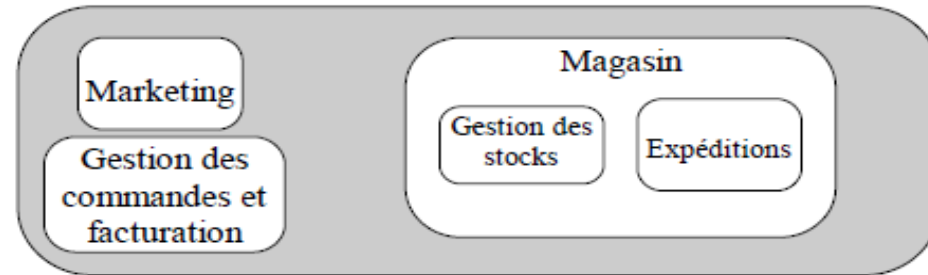 Marketing
Gestion des
commandes et
facturation
Magasin
Gestion des
stocks
Expéditions